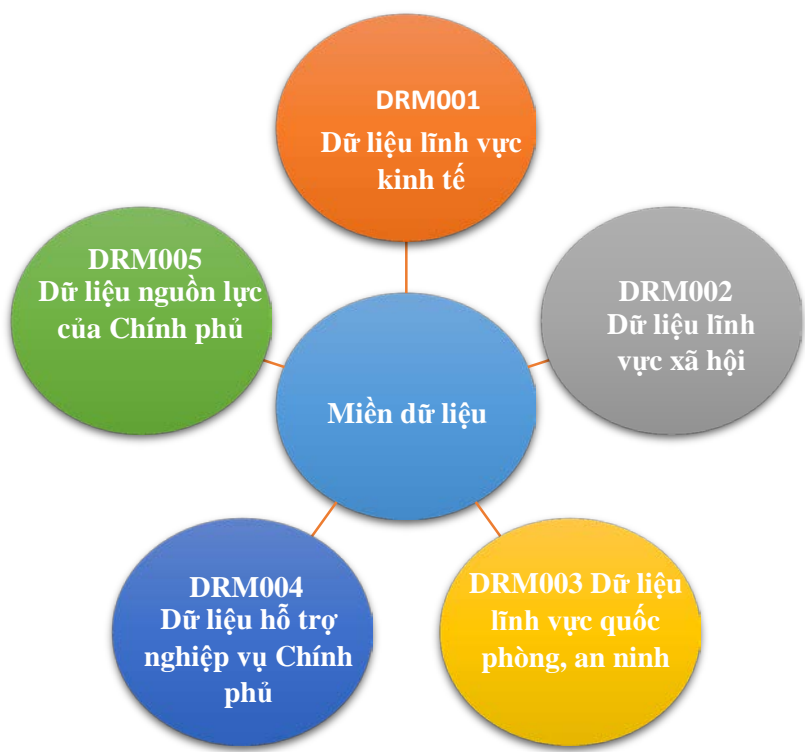 DRM001
Dữ liệu lĩnh vực
kinh tế
DRM005
Dữ liệu nguồn lực
của Chính phủ
DRM002
Dữ liệu lĩnh
vực xã hội
Miền dữ liệu
DRM004
Dữ liệu hỗ trợ
nghiệp vụ Chính
phủ
DRM003 Dữ liệu
lĩnh vực quốc
phòng, an ninh